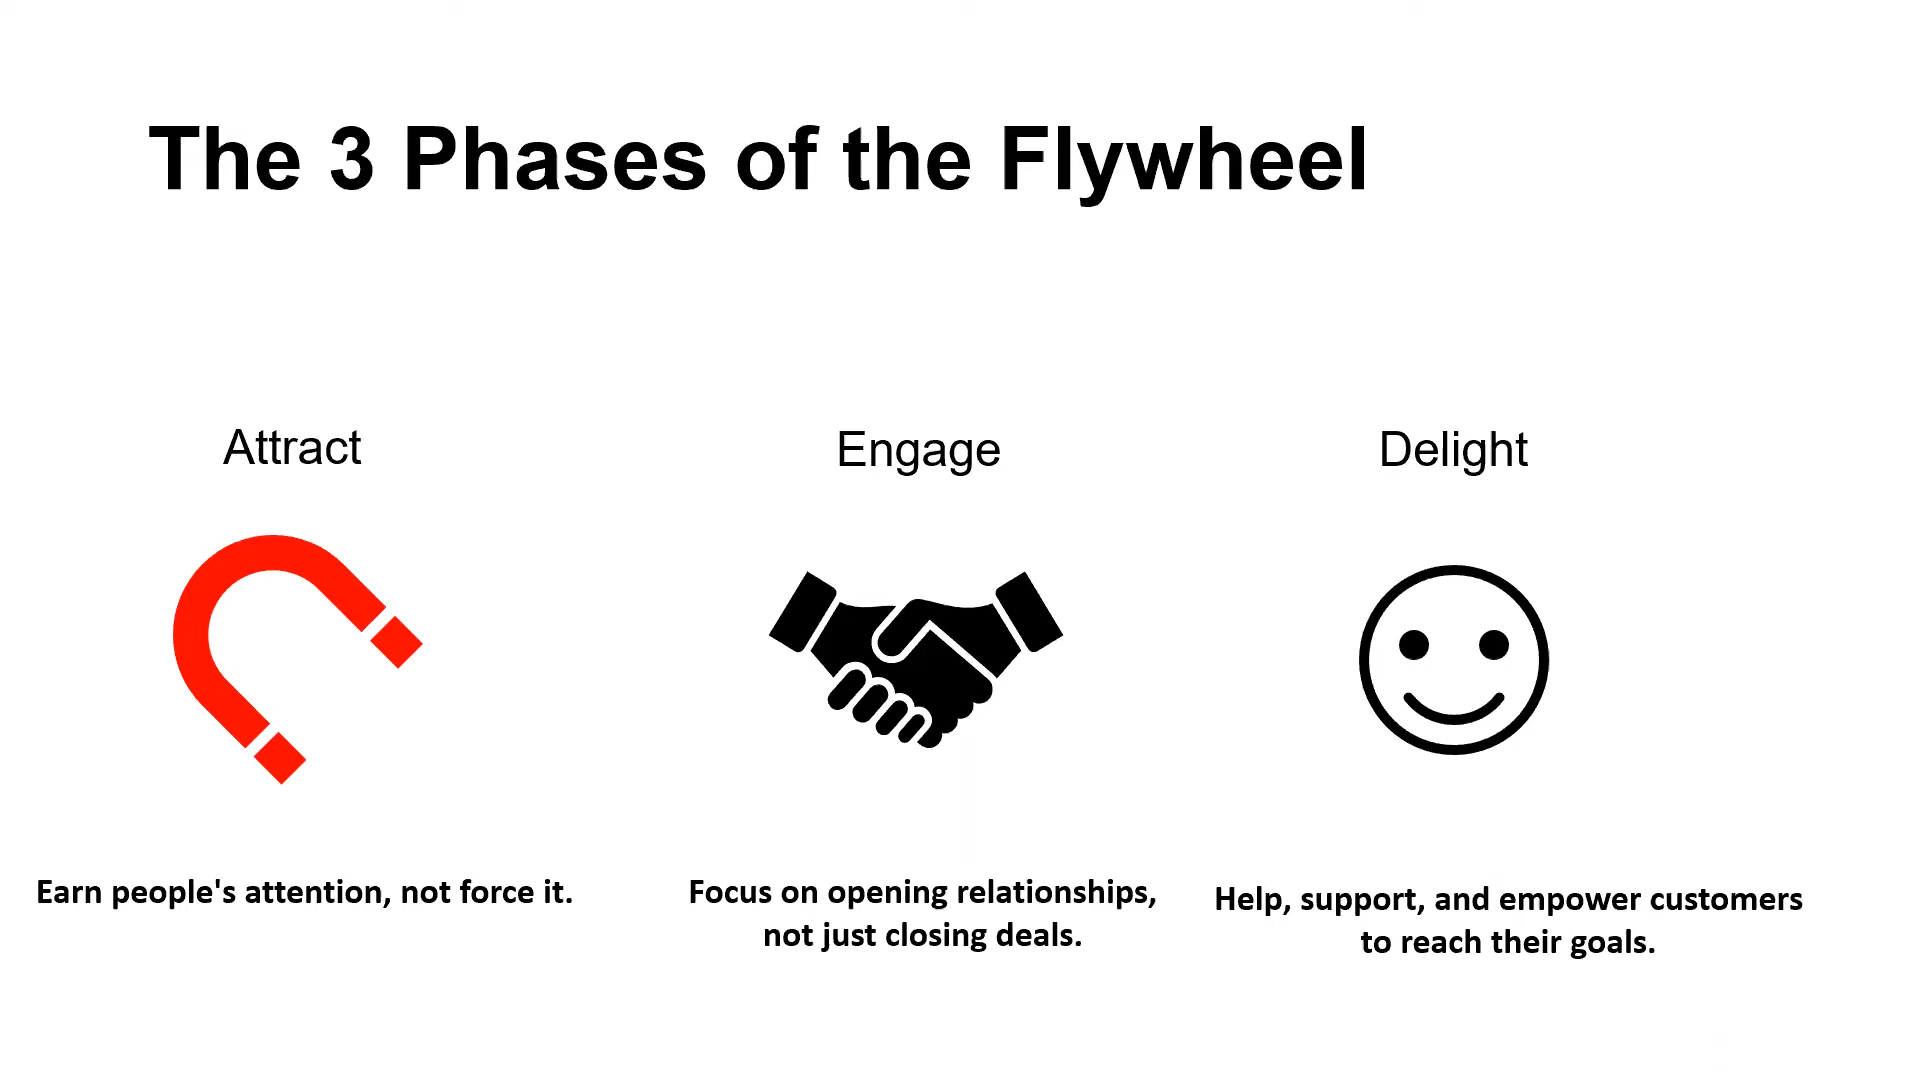 The 3 Phases of the Flywheel
Attract
Engage
Delight
Earn people's attention, not force it.
Focus on opening relationships,
not just closing deals.
Help, support, and empower customers
to reach their goals.